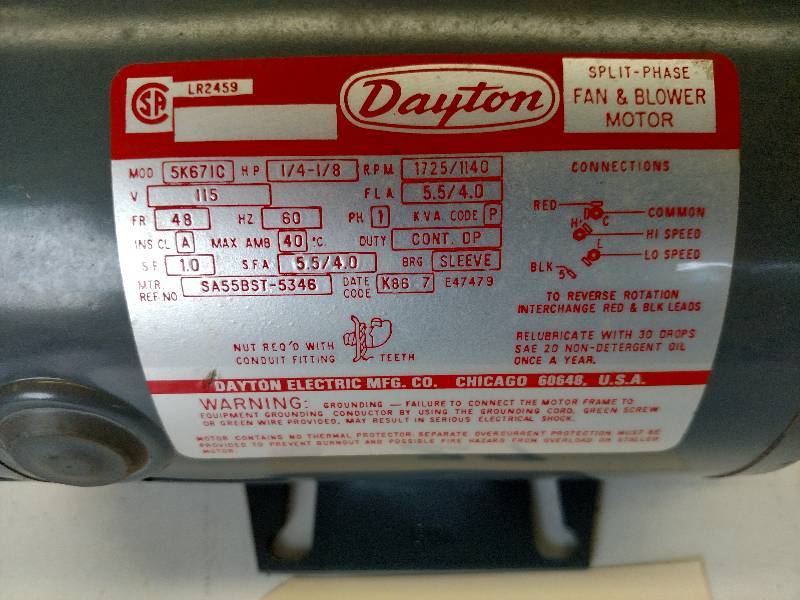 SA
LR2459
Dayton
SPLIT-PHASE
FAN & BLOWER
MOTOR
MOD 5K671C HP 1/4-1/8 R.P.M. 1725/1140
V 115 FLA 5.5/4.0
FR 48 HZ 60 PH 1 K.V.A. CODE P
INS CL A MAX AMB 40 °C DUTY CONT. DP
S.F. 1.0 S.F.A. 5.5/4.0 BRG SLEEVE
MTR. REF NO SA55BST-5346 DATE CODE K86 7 E47479
NUT REQ'D WITH
CONDUIT FITTING TEETH
CONNECTIONS
RED
COMMON
H C
HI SPEED
L
LO SPEED
BLK 5
TO REVERSE ROTATION
INTERCHANGE RED & BLK LEADS
RELUBRICATE WITH 30 DROPS
SAE 20 NON-DETERGENT OIL
ONCE A YEAR.
DAYTON ELECTRIC MFG. CO. CHICAGO 60648, U.S.A.
WARNING: GROUNDING — FAILURE TO CONNECT THE MOTOR FRAME TO
EQUIPMENT GROUNDING CONDUCTOR BY USING THE GROUNDING CORD, GREEN SCREW
OR GREEN WIRE PROVIDED, MAY RESULT IN SERIOUS ELECTRICAL SHOCK.
MOTOR CONTAINS NO THERMAL PROTECTOR. SEPARATE OVERCURRENT PROTECTION MUST BE
PROVIDED TO PREVENT BURNOUT AND POSSIBLE FIRE HAZARD FROM OVERLOAD OR STALLED
MOTOR.